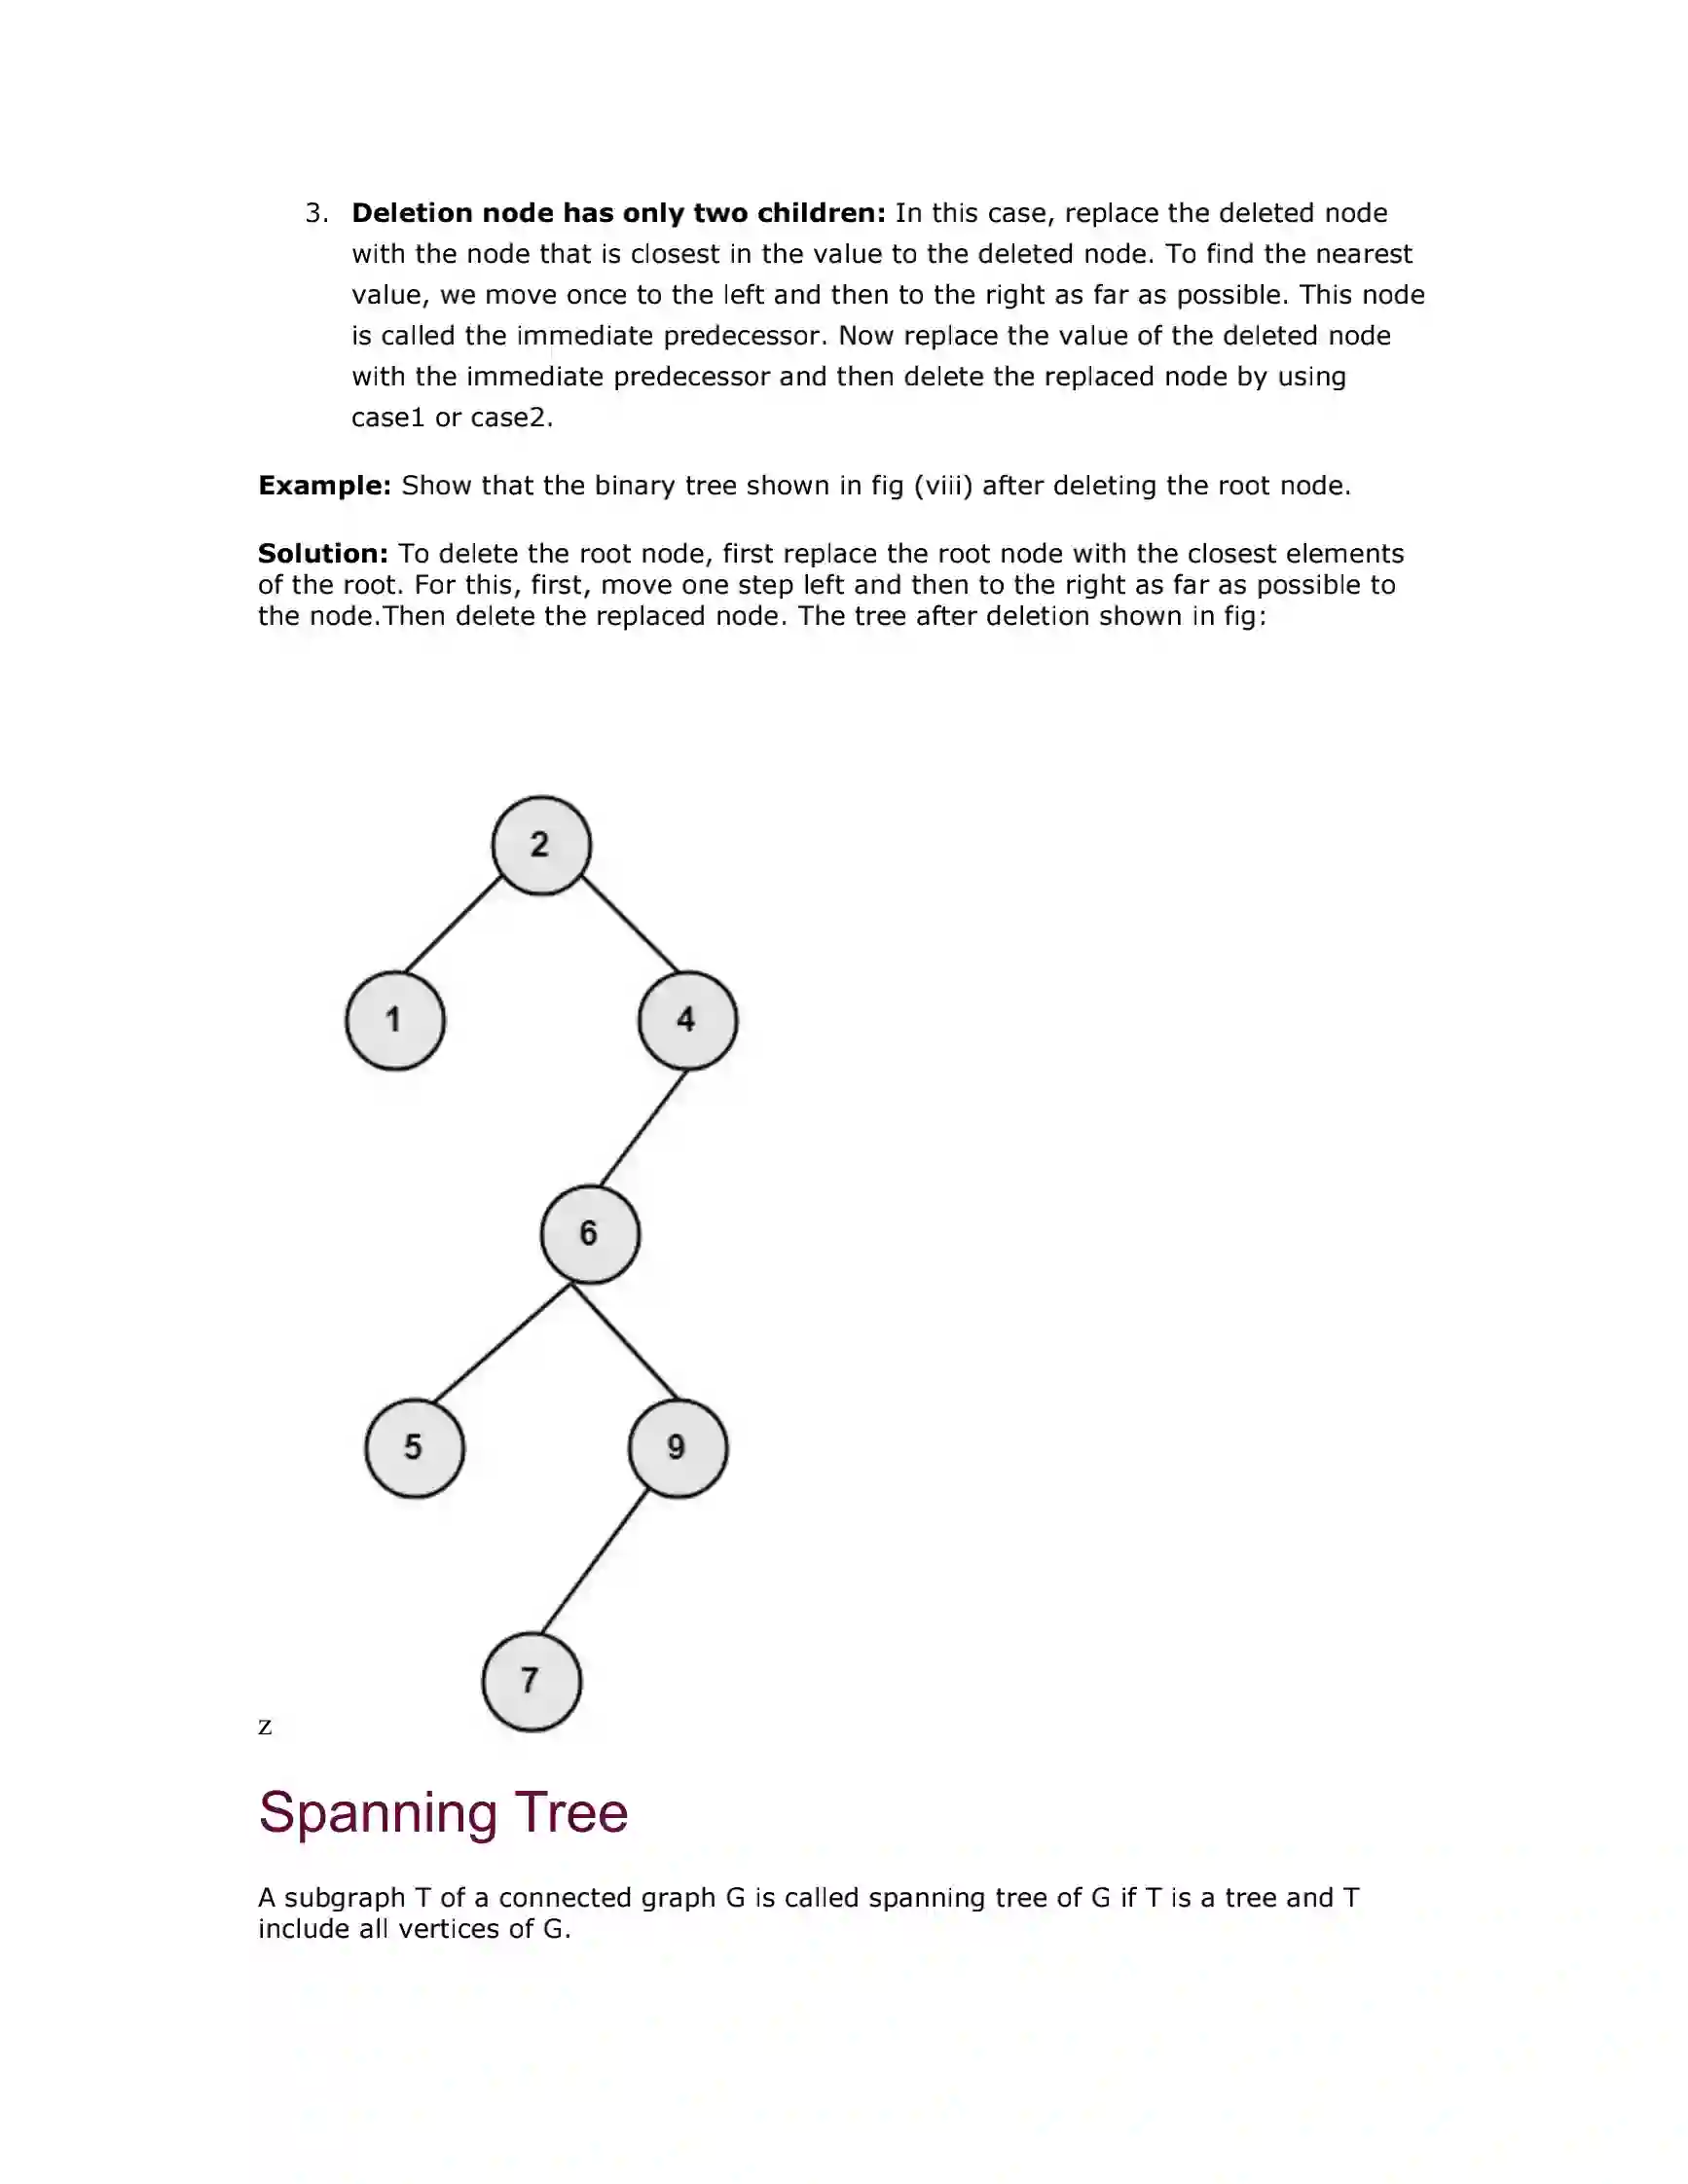 3. Deletion node has only two children: In this case, replace the deleted node
with the node that is closest in the value to the deleted node. To find the nearest
value, we move once to the left and then to the right as far as possible. This node
is called the immediate predecessor. Now replace the value of the deleted node
with the immediate predecessor and then delete the replaced node by using
case1 or case2.
Example: Show that the binary tree shown in fig (viii) after deleting the root node.
Solution: To delete the root node, first replace the root node with the closest elements
of the root. For this, first, move one step left and then to the right as far as possible to
the node.Then delete the replaced node. The tree after deletion shown in fig:
2
1 4
6
5 9
7
z
Spanning Tree
A subgraph T of a connected graph G is called spanning tree of G if T is a tree and T
include all vertices of G.